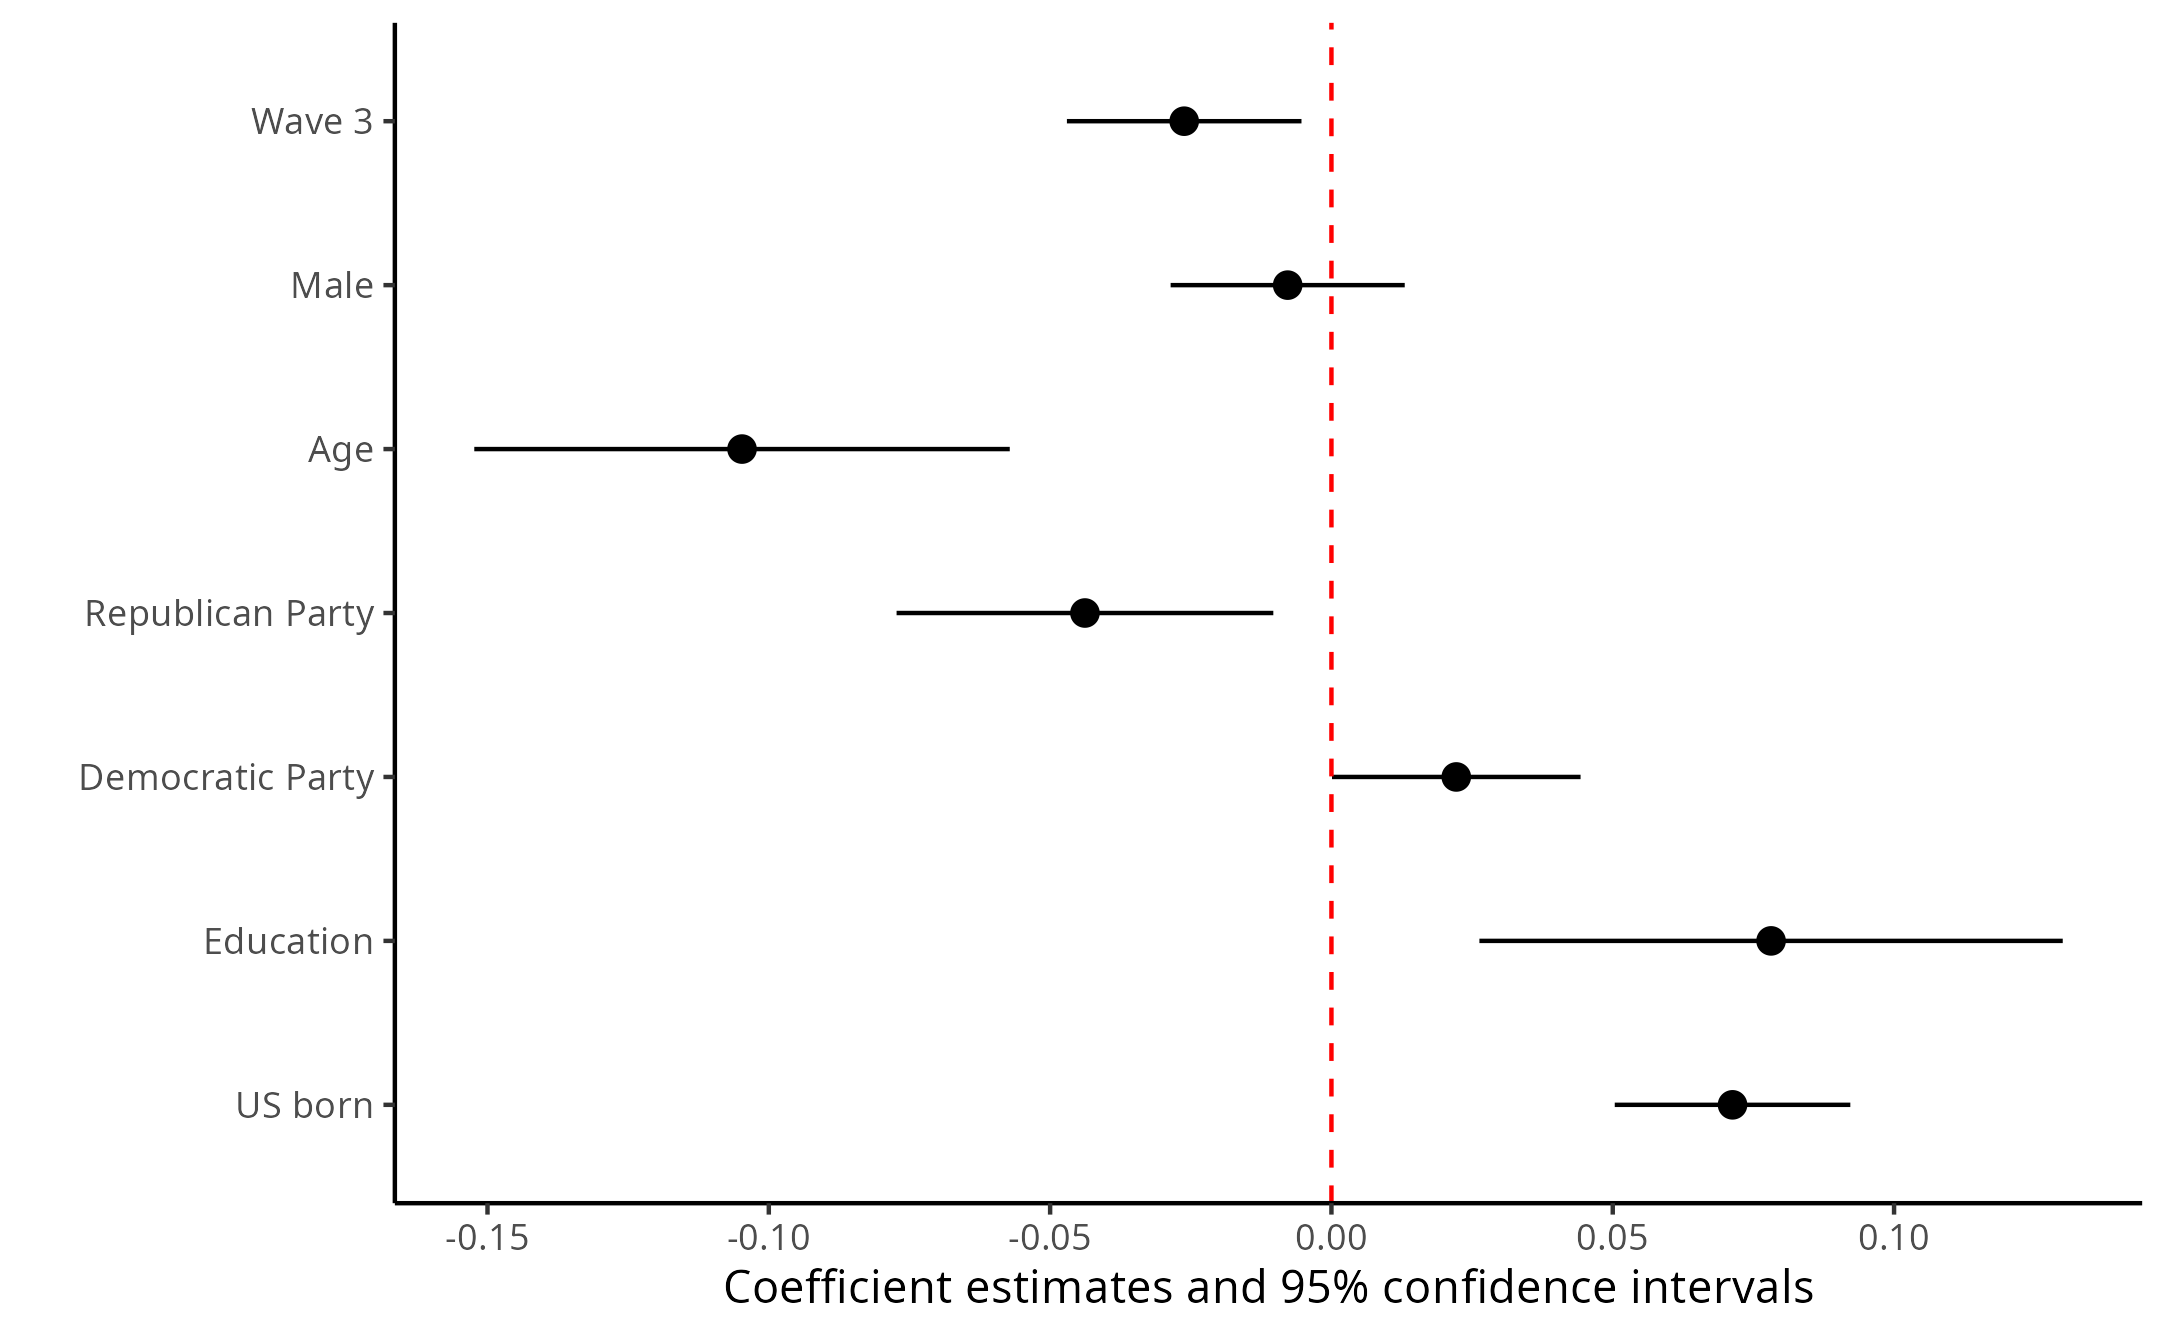 Wave 3
Male
Age
Republican Party
Democratic Party
Education
US born
-0.15 -0.10 -0.05 0.00 0.05 0.10
Coefficient estimates and 95% confidence intervals